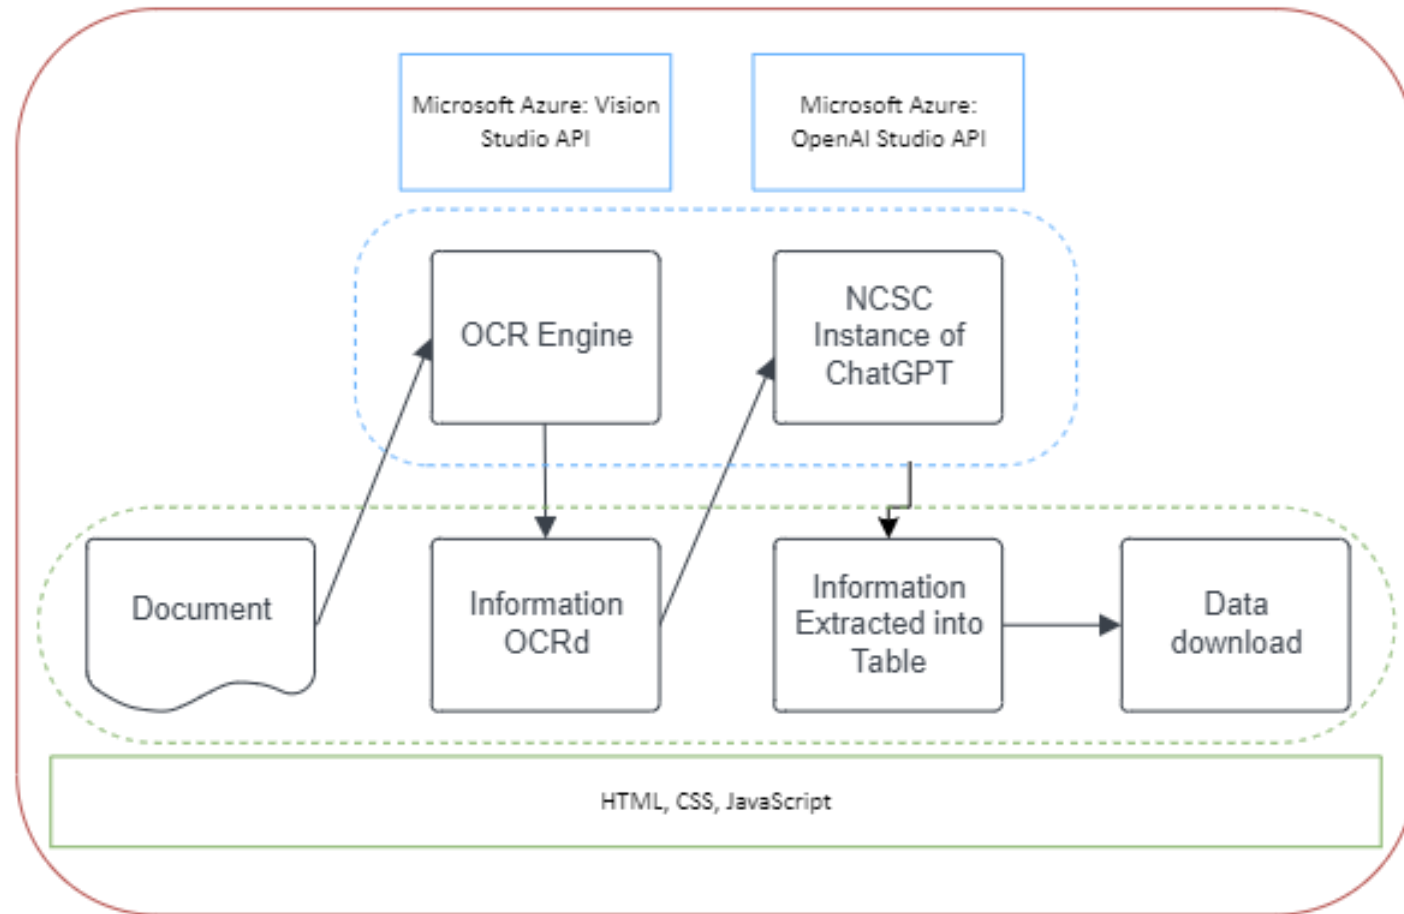 Microsoft Azure: Vision
Studio API
Microsoft Azure:
OpenAI Studio API
OCR Engine
NCSC
Instance of
ChatGPT
Document
Information
OCRd
Information
Extracted into
Table
Data
download
HTML, CSS, JavaScript